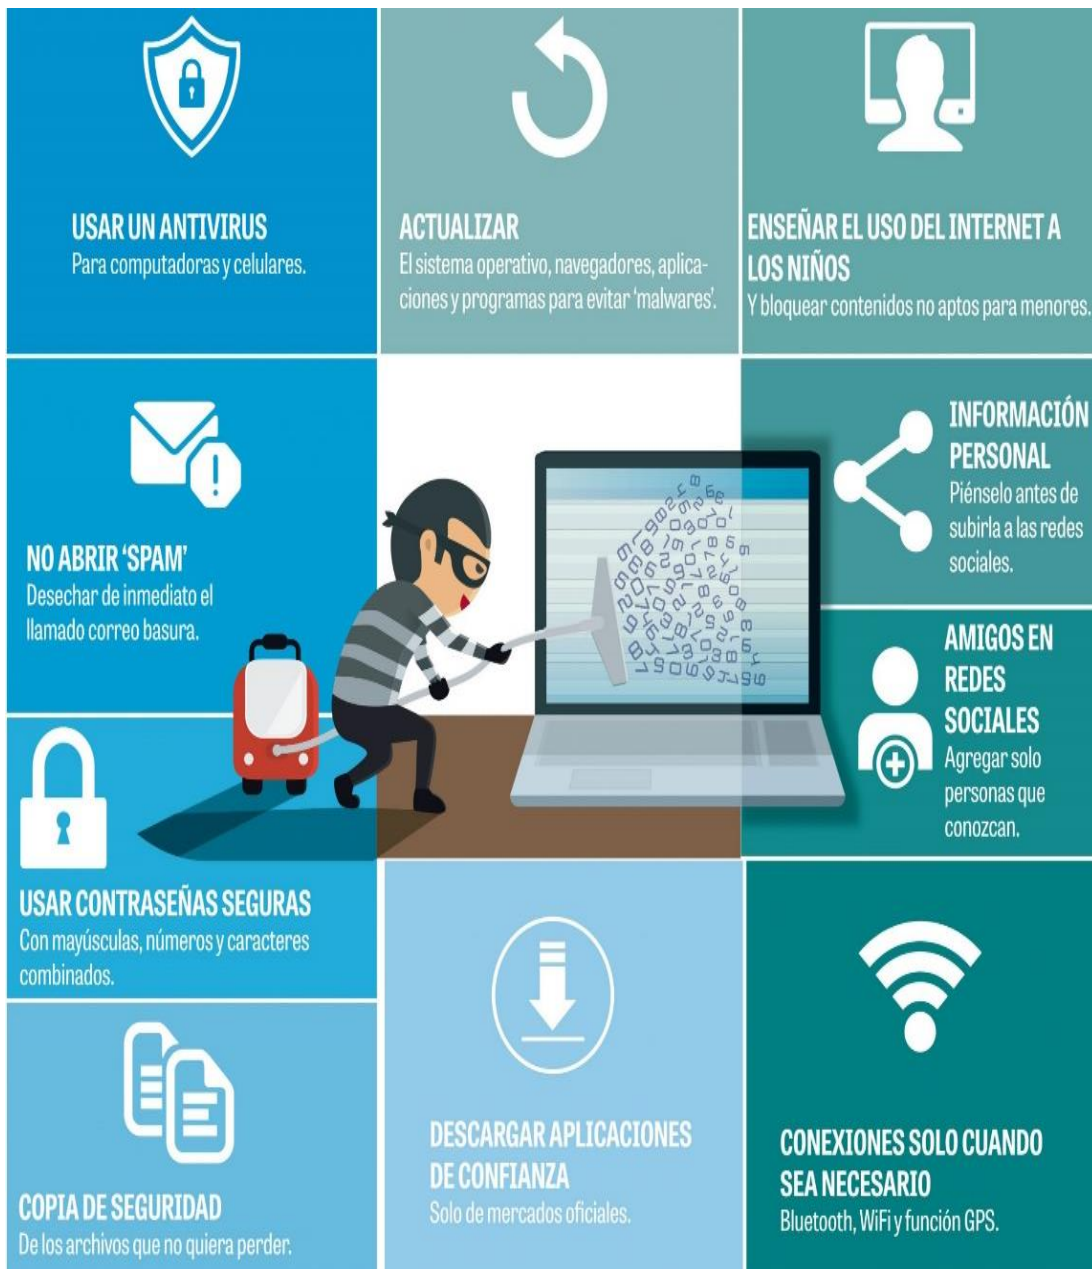 USAR UN ANTIVIRUS
Para computadoras y celulares.
ACTUALIZAR
El sistema operativo, navegadores, aplica-
ciones y programas para evitar ‘malwares’.
ENSEÑAR EL USO DEL INTERNET A
LOS NIÑOS
Y bloquear contenidos no aptos para menores.
NO ABRIR ‘SPAM’
Desechar de inmediato el
llamado correo basura.
INFORMACIÓN
PERSONAL
Piénselo antes de
subirla a las redes
sociales.
AMIGOS EN
REDES
SOCIALES
Agregar solo
personas que
conozcan.
USAR CONTRASEÑAS SEGURAS
Con mayúsculas, números y caracteres
combinados.
COPIA DE SEGURIDAD
De los archivos que no quiera perder.
DESCARGAR APLICACIONES
DE CONFIANZA
Solo de mercados oficiales.
CONEXIONES SOLO CUANDO
SEA NECESARIO
Bluetooth, WiFi y función GPS.